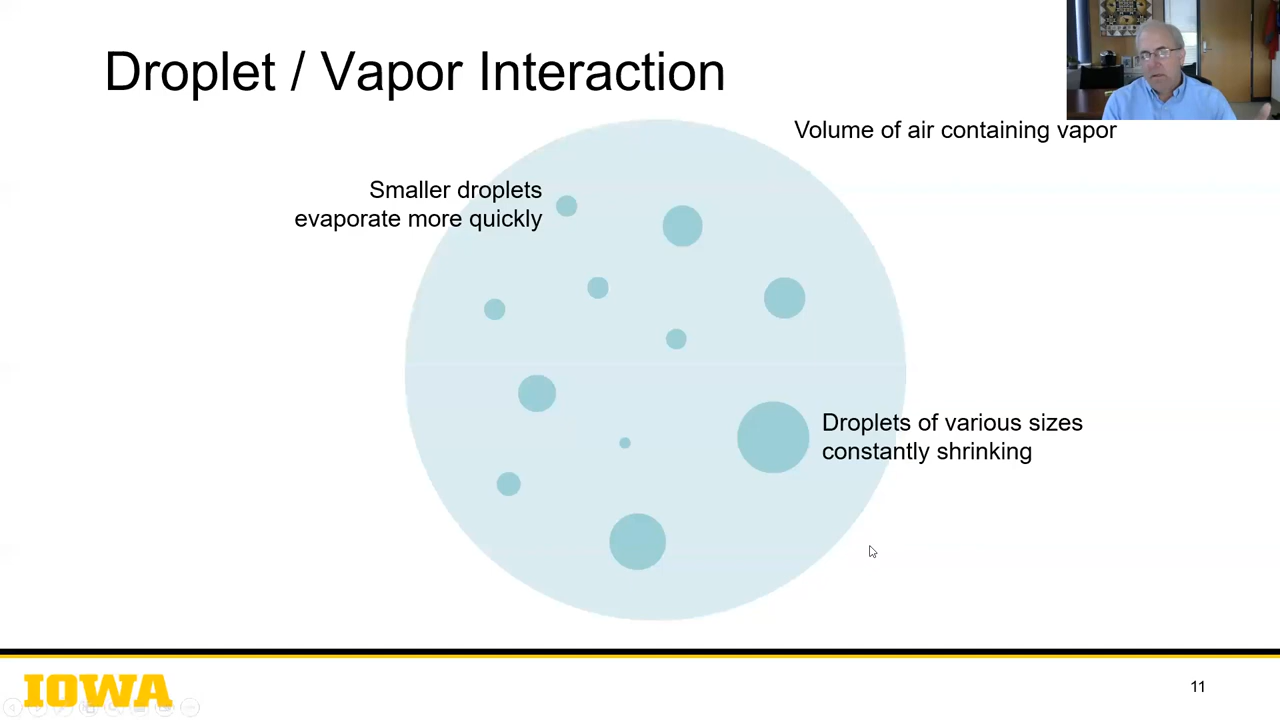 Droplet / Vapor Interaction
Volume of air containing vapor
Smaller droplets
evaporate more quickly
Droplets of various sizes
constantly shrinking
IOWA
11